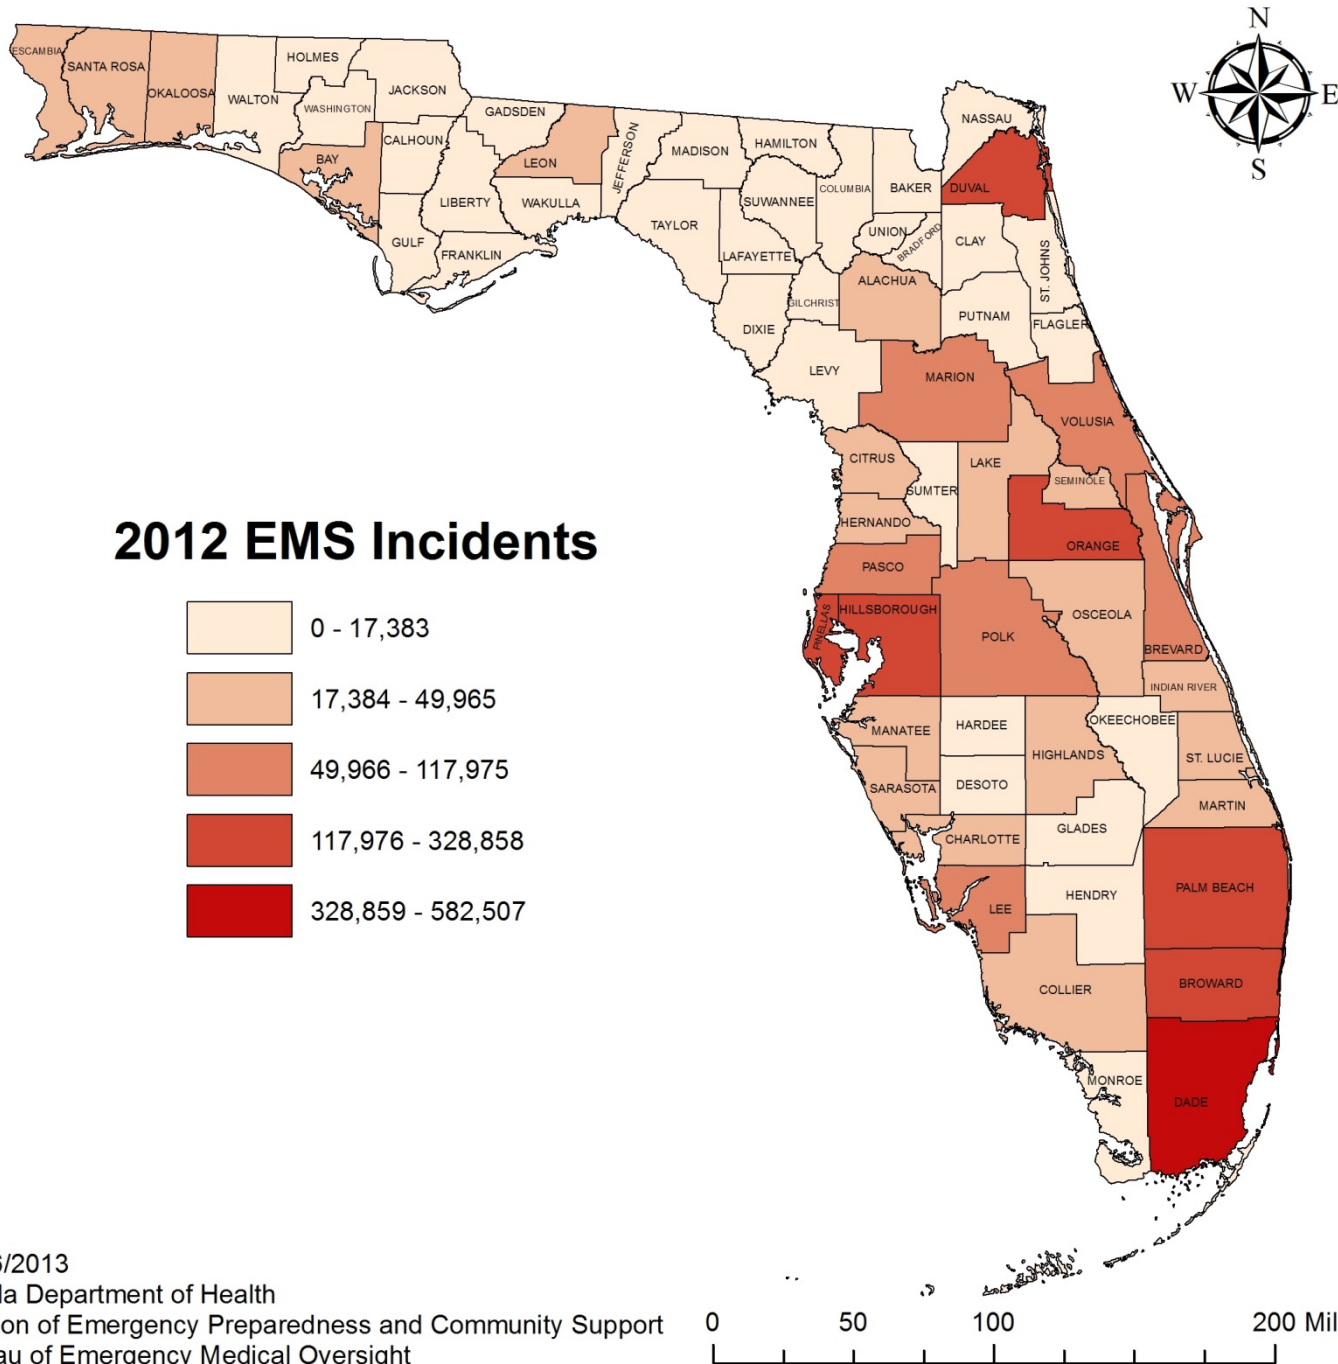 N
W E
S
ESCAMBIA
SANTA ROSA
OKALOOSA
WALTON
HOLMES
WASHINGTON
JACKSON
BAY
CALHOUN
GULF
GADSDEN
LIBERTY
FRANKLIN
LEON
WAKULLA
JEFFERSON
MADISON
TAYLOR
HAMILTON
SUWANNEE
LAFAYETTE
DIXIE
COLUMBIA
GILCHRIST
LEVY
BAKER
UNION
BRADFORD
ALACHUA
NASSAU
DUVAL
CLAY
ST. JOHNS
PUTNAM
FLAGLER
MARION
VOLUSIA
CITRUS
SUMTER
LAKE
SEMINOLE
HERNANDO
ORANGE
PASCO
PINELLAS
HILLSBOROUGH
POLK
OSCEOLA
BREVARD
INDIAN RIVER
MANATEE
HARDEE
OKEECHOBEE
HIGHLANDS
ST. LUCIE
SARASOTA
DESOTO
MARTIN
CHARLOTTE
GLADES
LEE
HENDRY
PALM BEACH
COLLIER
BROWARD
MONROE
DADE
2012 EMS Incidents
0 - 17,383
17,384 - 49,965
49,966 - 117,975
117,976 - 328,858
328,859 - 582,507
/2013
da Department of Health
ion of Emergency Preparedness and Community Support
au of Emergency Medical Oversight
0 50 100 200 Mil